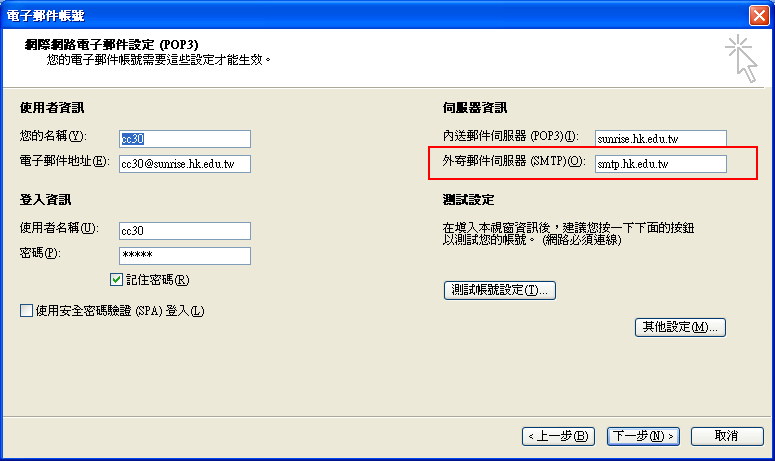 電子郵件帳號
網際網路電子郵件設定 (POP3)
您的電子郵件帳號需要這些設定才能生效。
使用者資訊
您的名稱(Y): cc30
電子郵件地址(E): cc30@sunrise.hk.edu.tw
登入資訊
使用者名稱(U): cc30
密碼(P): *****
記住密碼(R)
使用安全密碼驗證 (SPA) 登入(L)
伺服器資訊
內送郵件伺服器 (POP3)(I): sunrise.hk.edu.tw
外寄郵件伺服器 (SMTP)(O): smtp.hk.edu.tw
測試設定
在填入本視窗資訊後，建議您按一下下面的按鈕
以測試您的帳號。(網路必須連線)
測試帳號設定(T)...
其他設定(M)...
< 上一步(B)
下一步(N) >
取消